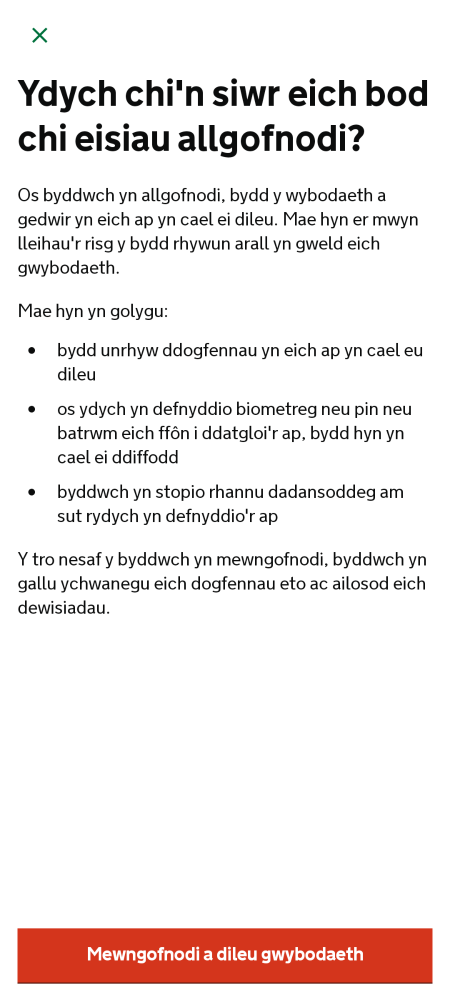 Ydych chi'n siwr eich bod
chi eisiau allgofnodi?
Os byddwch yn allgofnodi, bydd y wybodaeth a
gedwir yn eich ap yn cael ei dileu. Mae hyn er mwyn
lleihau'r risg y bydd rhywun arall yn gweld eich
gwybodaeth.
Mae hyn yn golygu:
• bydd unrhyw ddogfennau yn eich ap yn cael eu
dileu
• os ydych yn defnyddio biometreg neu pin neu
batrwm eich ffôn i ddatgloi'r ap, bydd hyn yn
cael ei ddiffodd
• byddwch yn stopio rhannu dadansoddeg am
sut rydych yn defnyddio'r ap
Y tro nesaf y byddwch yn mewngofnodi, byddwch yn
gallu ychwanegu eich dogfennau eto ac ailosod eich
dewisiadau.
Mewngofnodi a dileu gwybodaeth